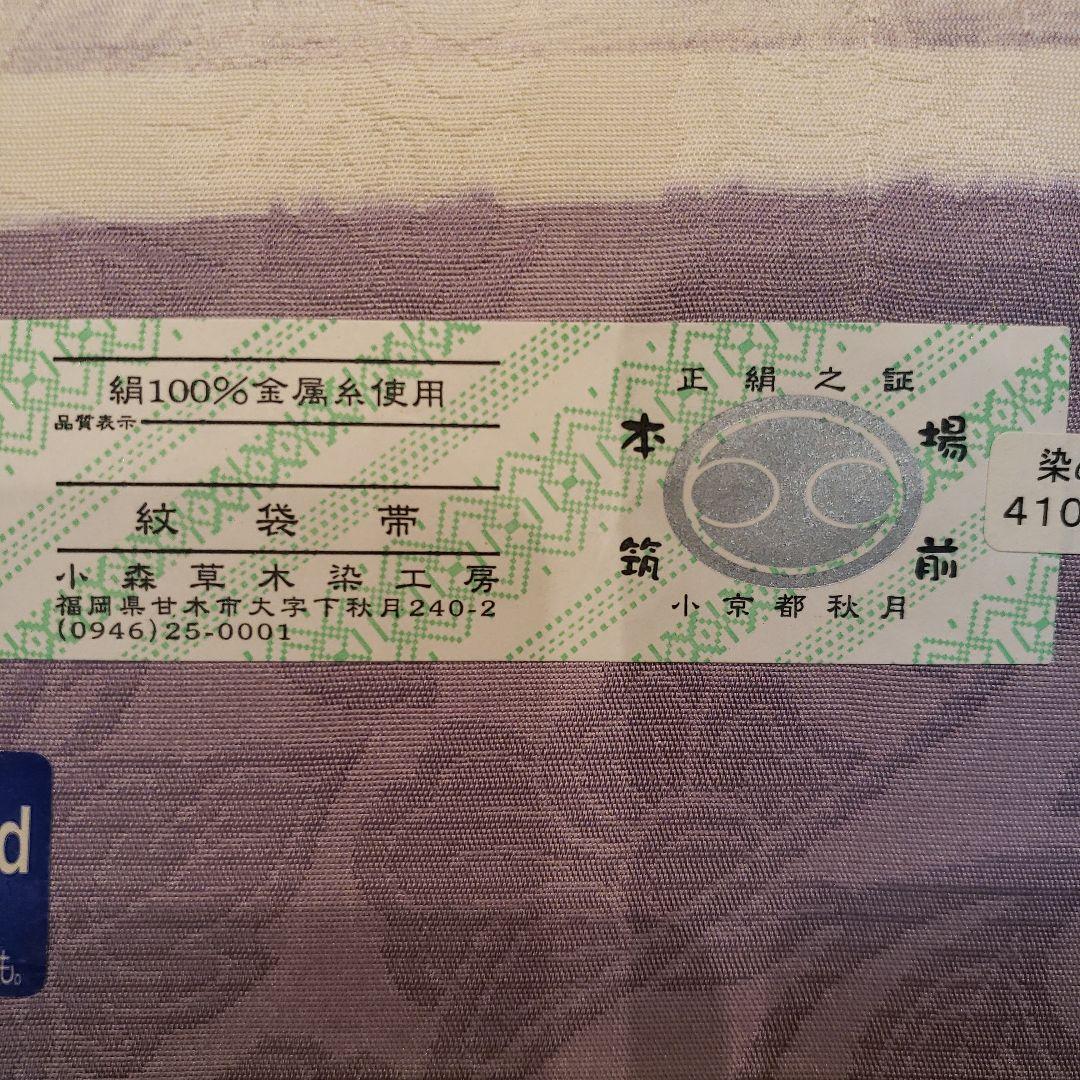 絹100%金属糸使用
品質表示
紋袋帯
小森草木染工房
福岡県甘木市大字下秋月240-2
(0946)25-0001
正絹之証
本場
筑前
小京都秋月
染
410
d
も。